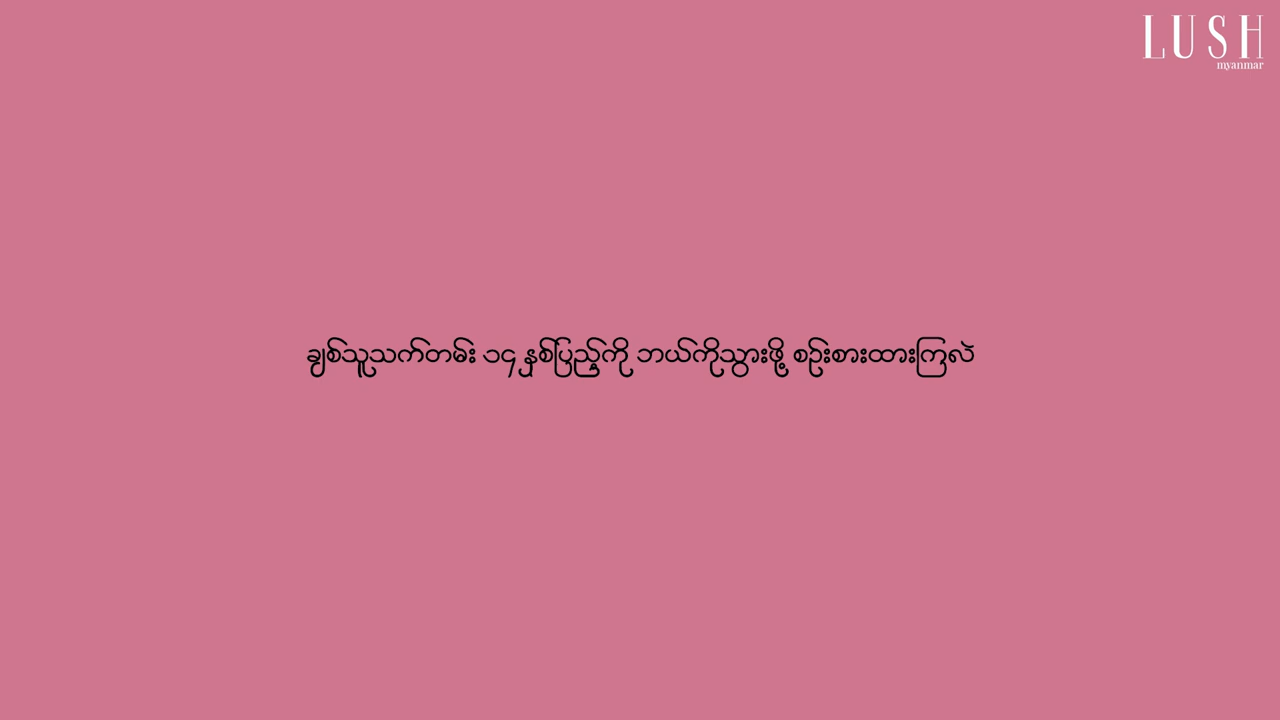 LUSH
myanmar
ချစ်သူသက်တမ်း ၁၄ နှစ်ပြည့်ကို ဘယ်ကိုသွားဖို့ စဉ်းစားထားကြလဲ